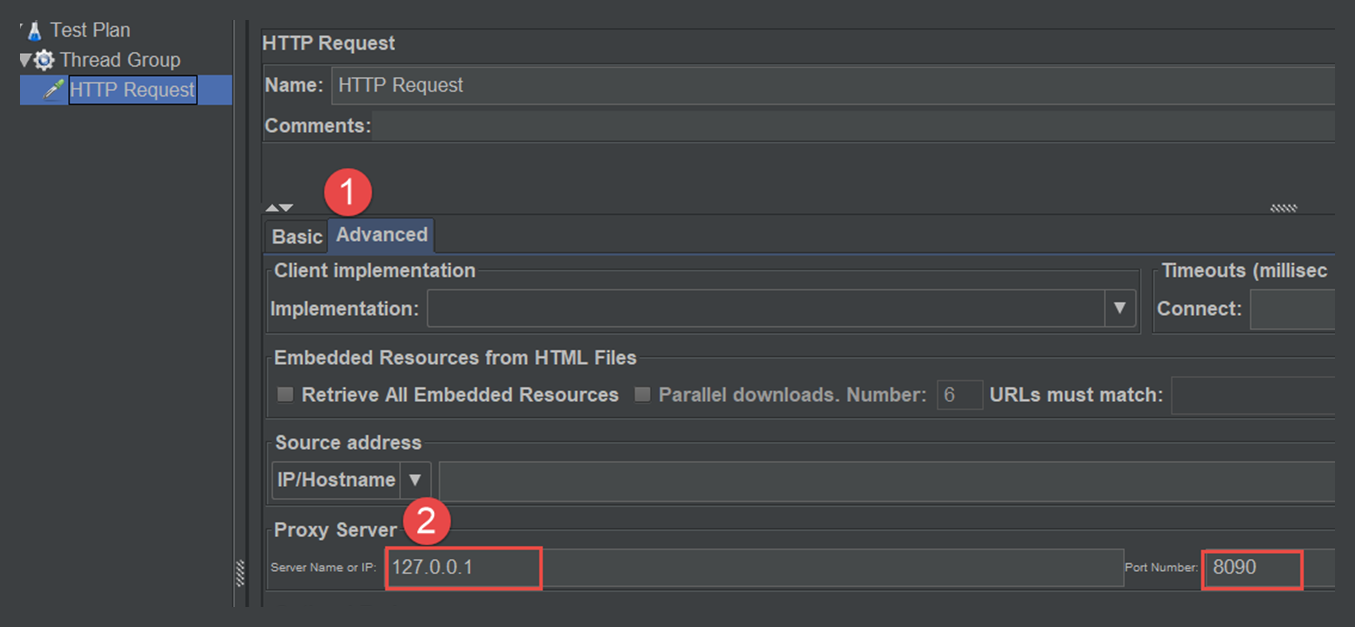 Test Plan
Thread Group
HTTP Request
HTTP Request
Name: HTTP Request
Comments:
1
Basic Advanced
Client implementation Timeouts (millisec
Implementation: Connect:
Embedded Resources from HTML Files
Retrieve All Embedded Resources Parallel downloads. Number: 6 URLs must match:
Source address
IP/Hostname
2
Proxy Server
Server Name or IP: 127.0.0.1 Port Number: 8090